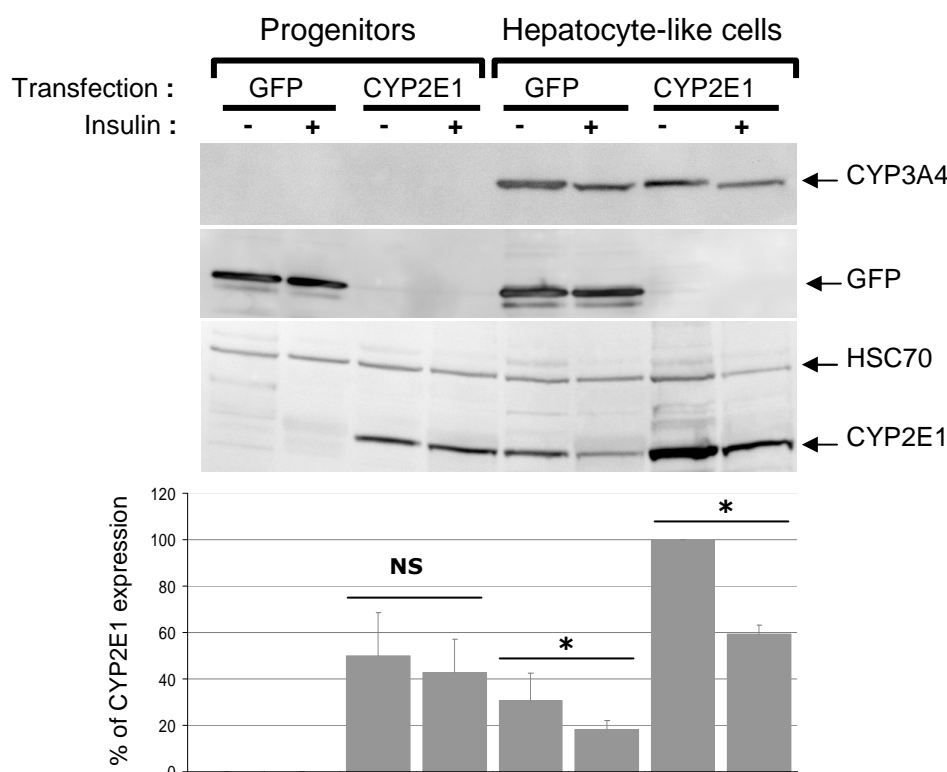 Progenitors Hepatocyte-like cells
Transfection : GFP CYP2E1 GFP CYP2E1
Insulin : - + - + - + - +
CYP3A4
GFP
HSC70
CYP2E1
% of CYP2E1 expression
120
100
80
60
40
20
0
NS
*
*